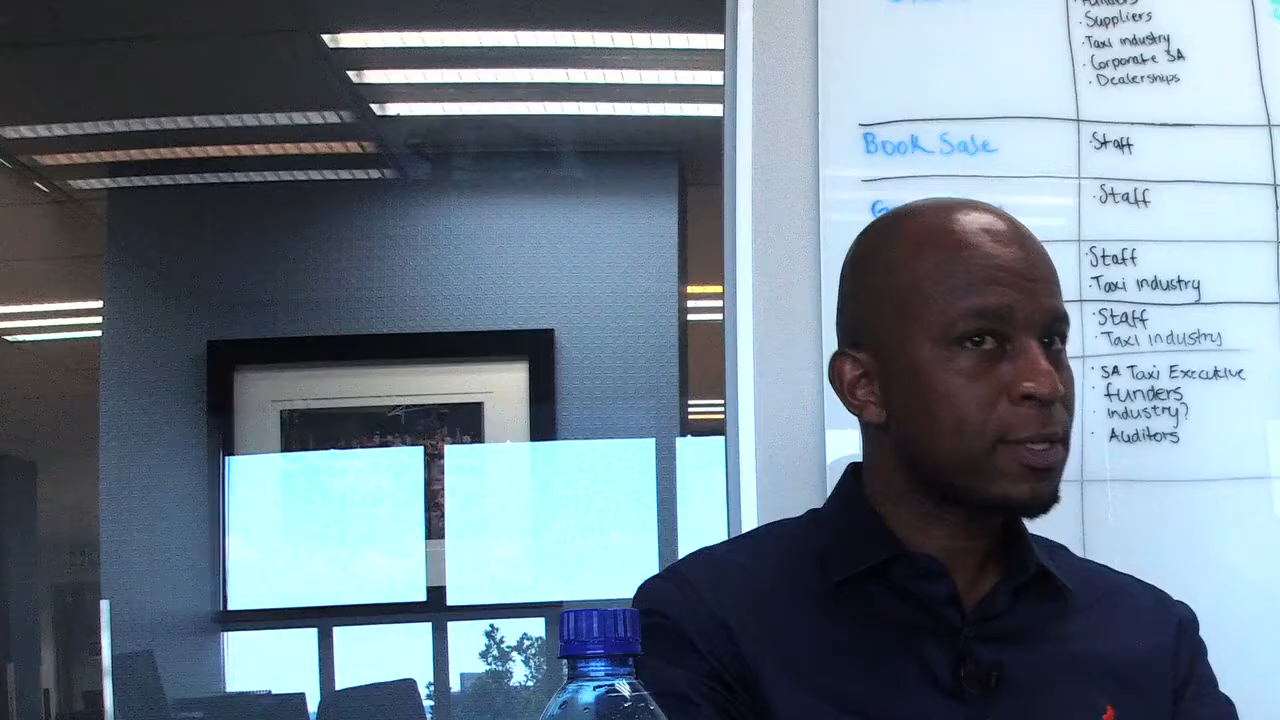 Funders
·Suppliers
·Taxi industry
·Corporate SA
·Dealerships
Book Sale
·Staff
·Staff
·Staff
·Taxi industry
·Staff
·Taxi industry
·SA Taxi Executive
· funders
· industry?
· Auditors